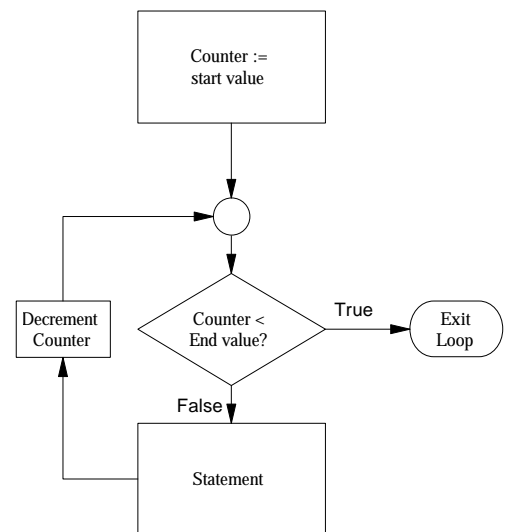 Counter :=
start value
Counter <
End value?
True
Exit
Loop
Decrement
Counter
False
Statement